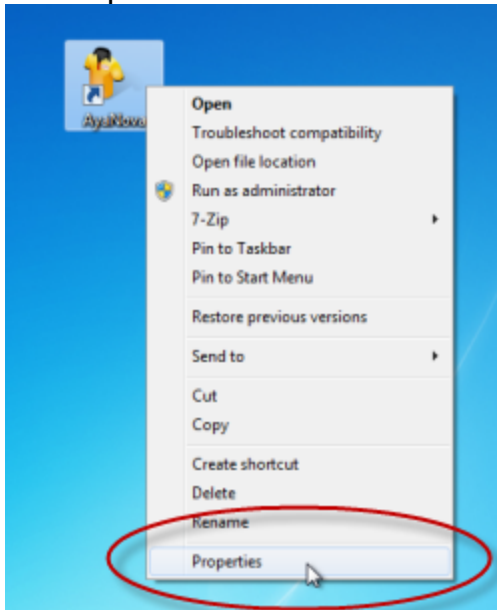 AyaNova
Open
Troubleshoot compatibility
Open file location
Run as administrator
7-Zip
Pin to Taskbar
Pin to Start Menu
Restore previous versions
Send to
Cut
Copy
Create shortcut
Delete
Rename
Properties